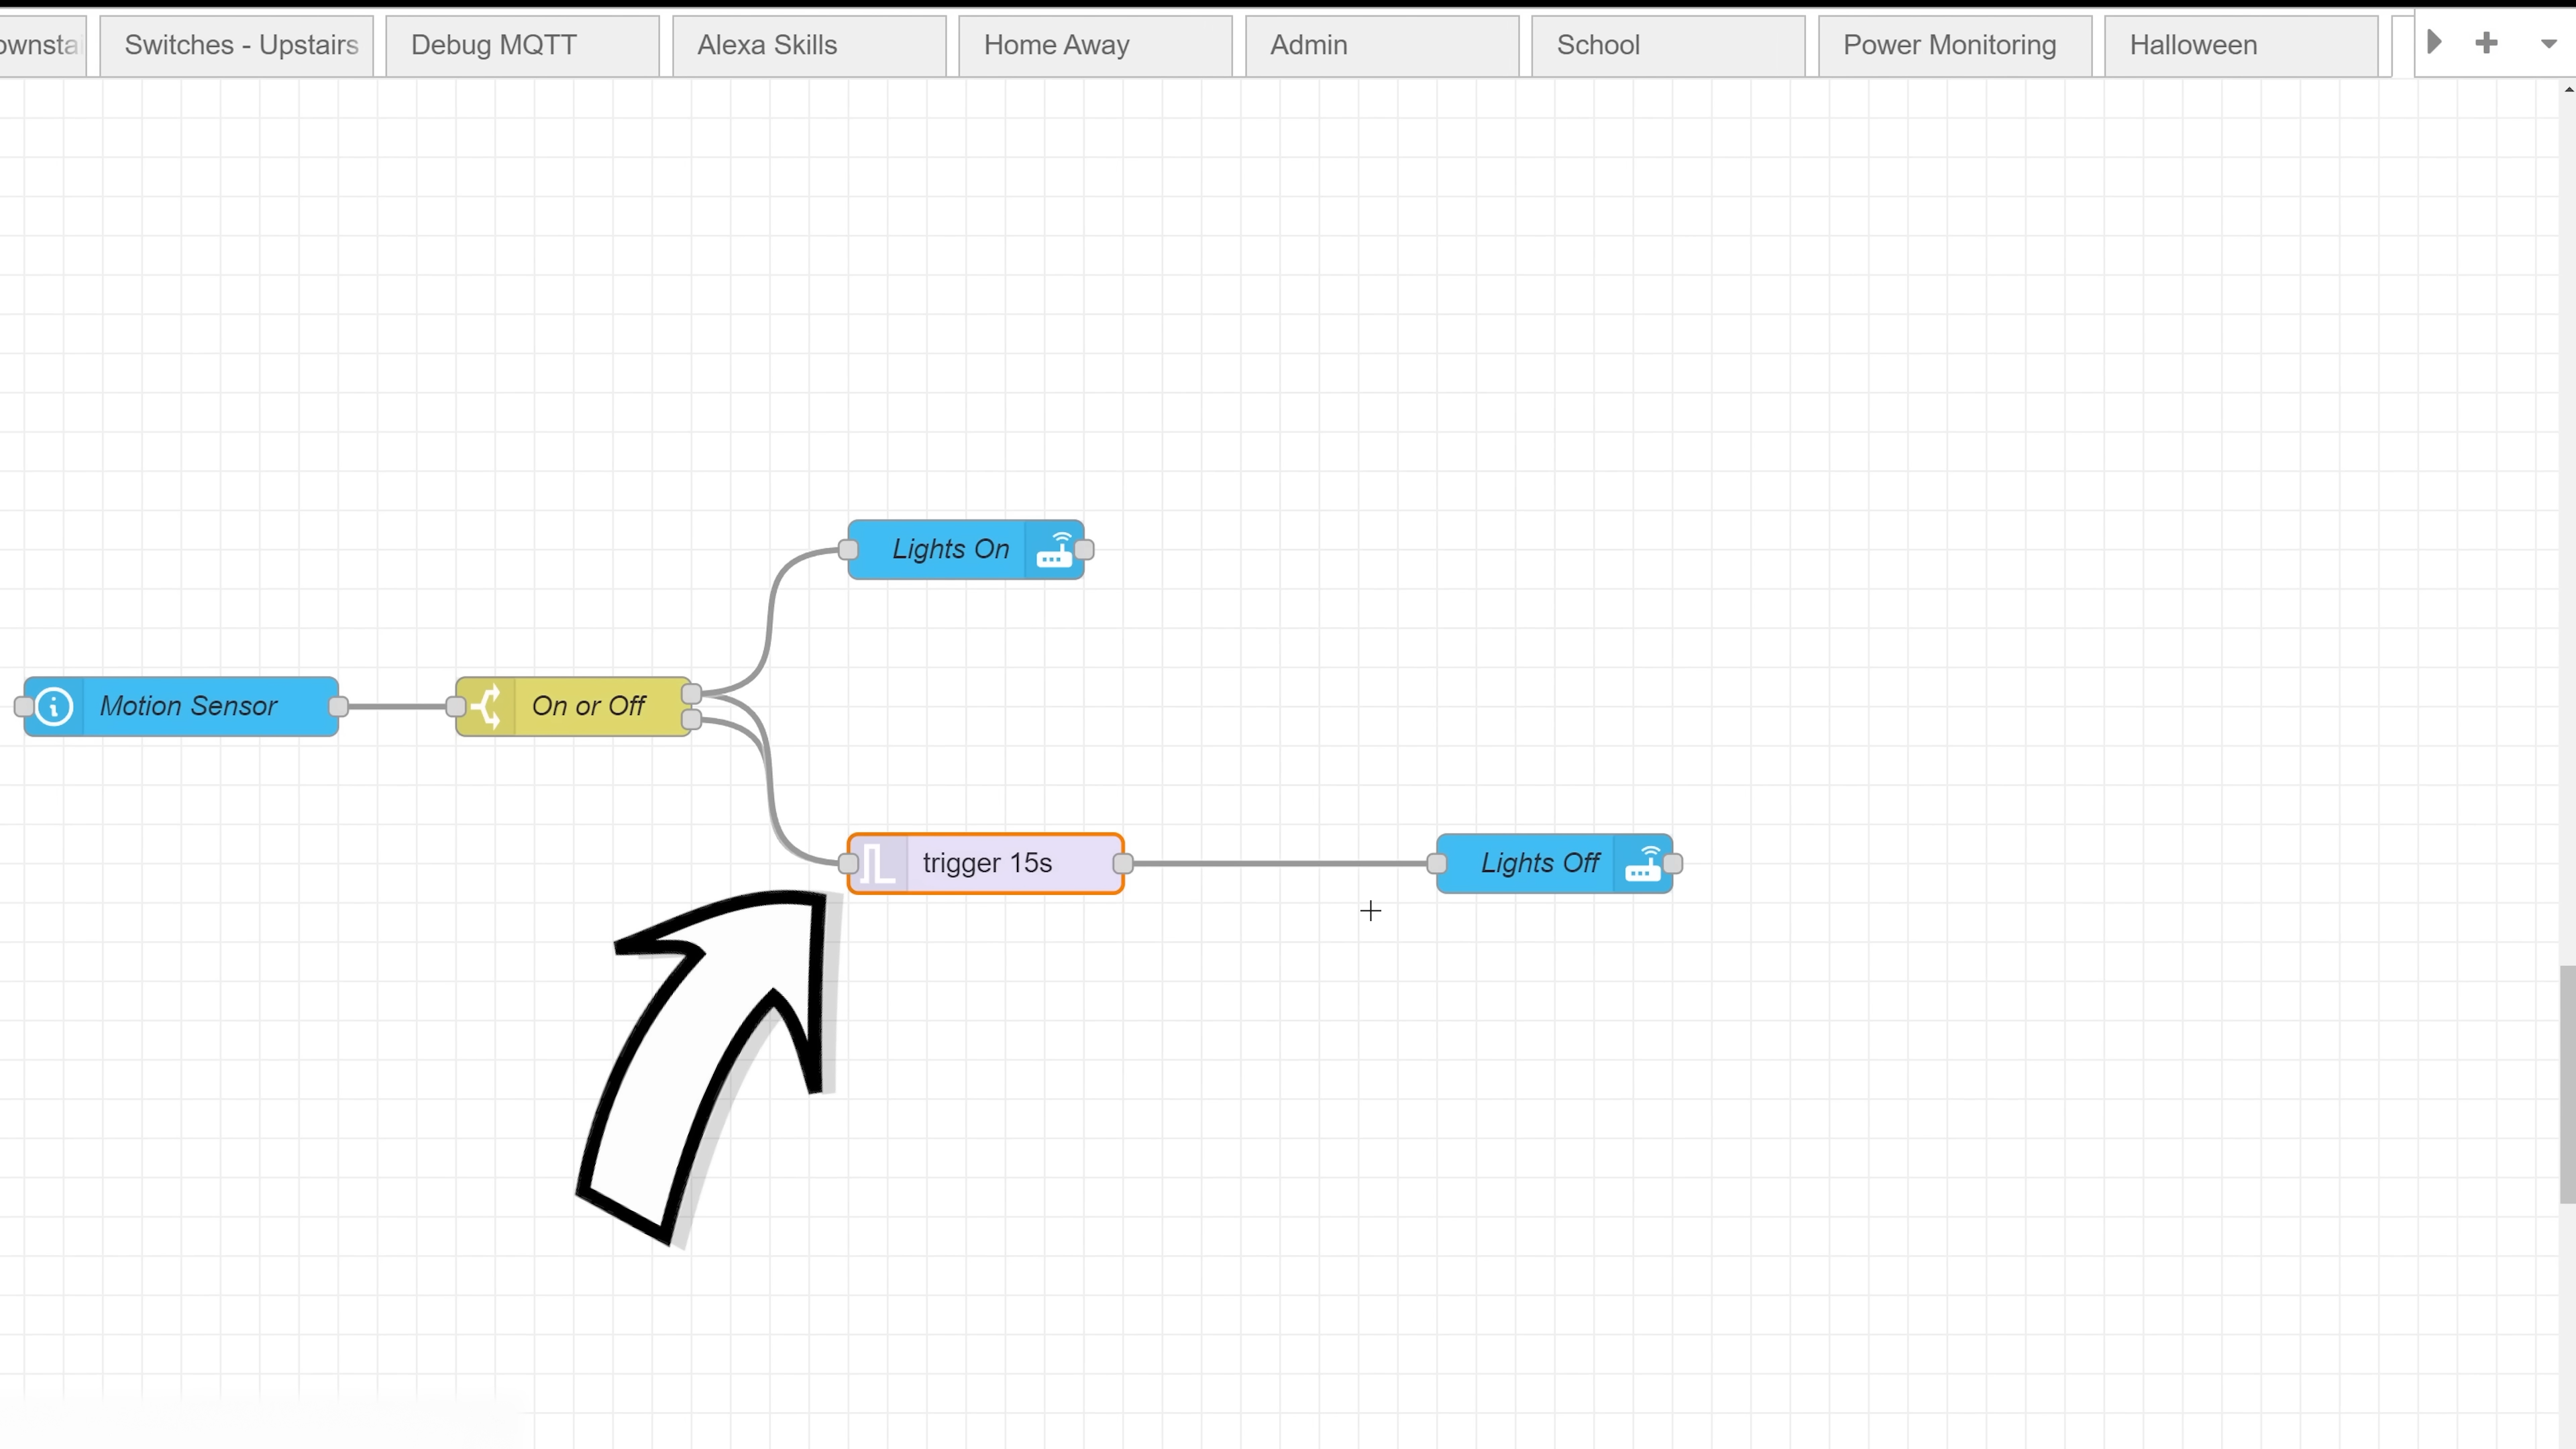 ownsta
Switches - Upstairs
Debug MQTT
Alexa Skills
Home Away
Admin
School
Power Monitoring
Halloween
Lights On
Motion Sensor
On or Off
trigger 15s
Lights Off